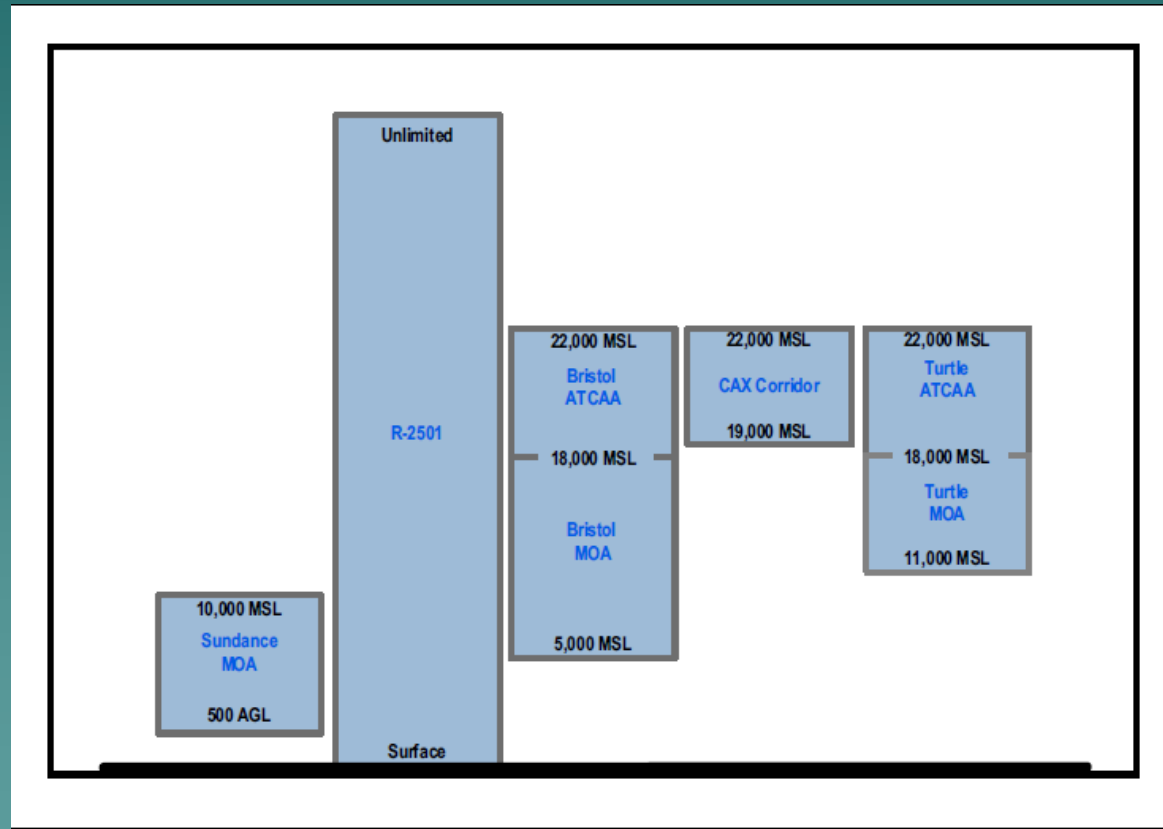 Unlimited
R-2501
Surface
10,000 MSL
Sundance
MOA
500 AGL
22,000 MSL
Bristol
ATCAA
18,000 MSL
Bristol
MOA
5,000 MSL
22,000 MSL
CAX Corridor
19,000 MSL
22,000 MSL
Turtle
ATCAA
18,000 MSL
Turtle
MOA
11,000 MSL